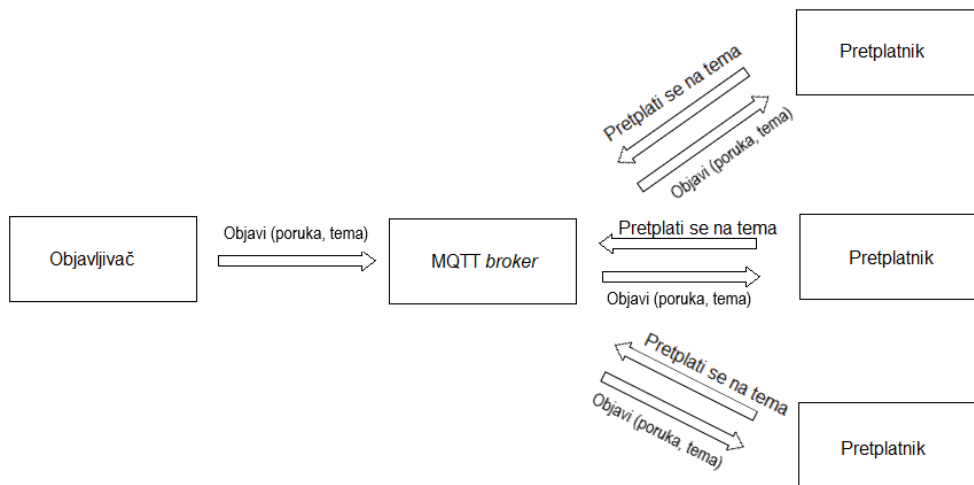 Pretplatnik
Pretplati se na tema
Objavi (poruka, tema)
Objavi (poruka, tema)
Pretplati se na tema
Objavljivač
MQTT broker
Pretplatnik
Objavi (poruka, tema)
Pretplati se na tema
Objavi (poruka, tema)
Pretplatnik